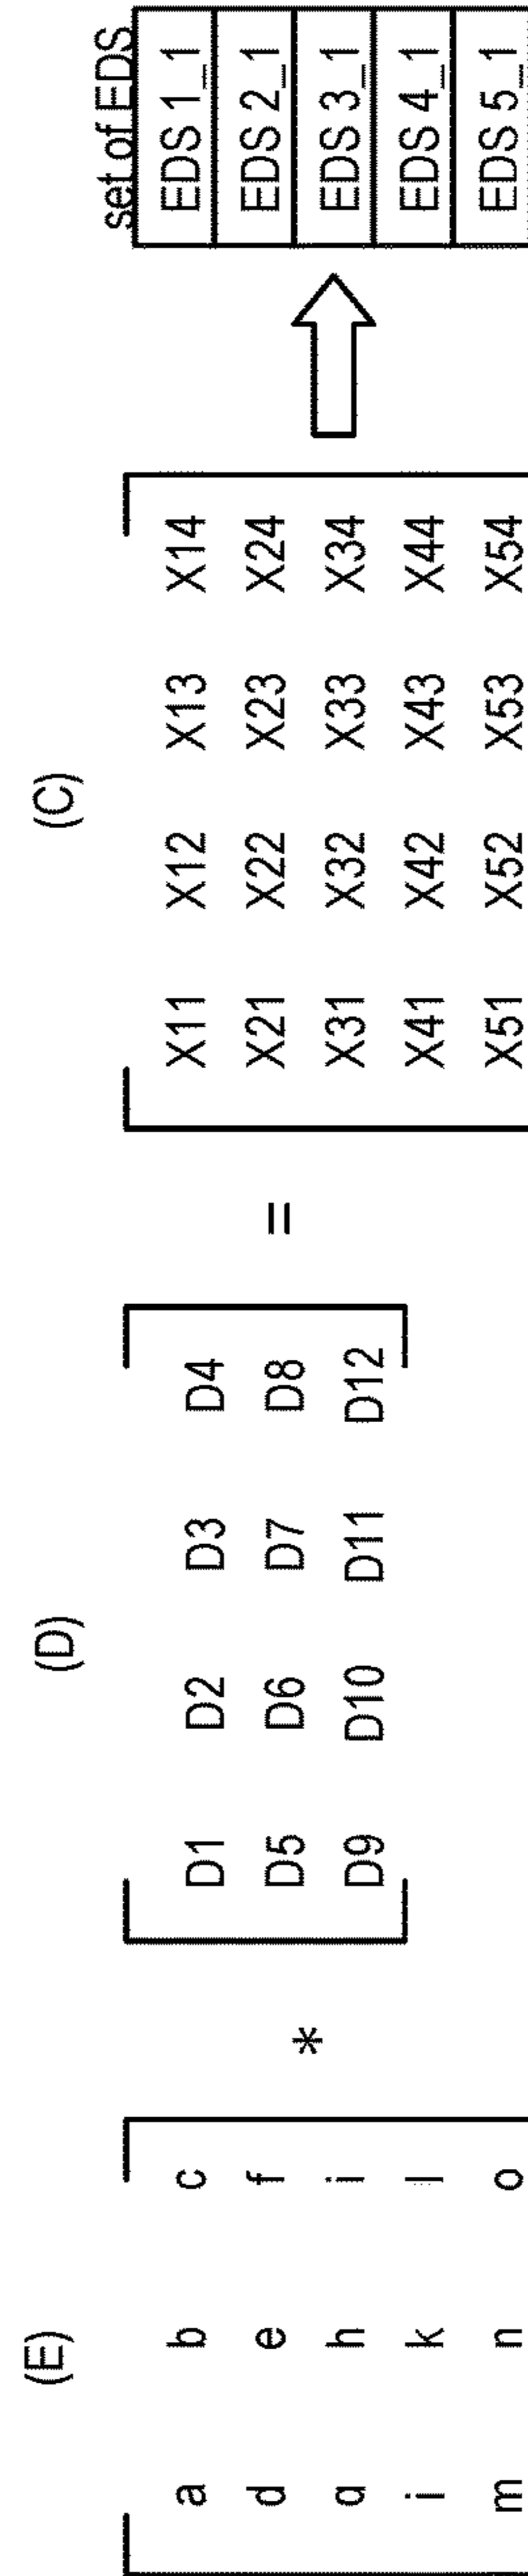 (E) (D) (C) set of EDS
a b c D1 D2 D3 D4 X11 X12 X13 X14 EDS 1_1
d e f D5 D6 D7 D8 X21 X22 X23 X24 EDS 2_1
g h i * D9 D10 D11 D12 = X31 X32 X33 X34 EDS 3_1
j k l X41 X42 X43 X44 EDS 4_1
m n o X51 X52 X53 X54 EDS 5_1